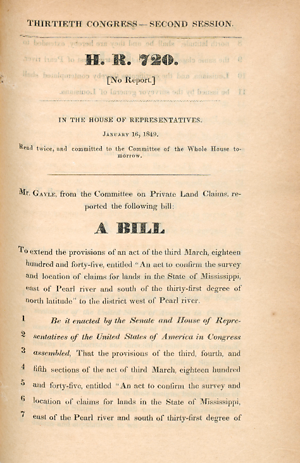 THIRTIETH CONGRESS—SECOND SESSION.
H. R. 720.
[No Report.]
IN THE HOUSE OF REPRESENTATIVES.
January 16, 1849.
Read twice, and committed to the Committee of the Whole House to-
morrow.
Mr. Gayle, from the Committee on Private Land Claims, re-
ported the following bill:
A BILL
To extend the provisions of an act of the third March, eighteen
hundred and forty-five, entitled "An act to confirm the survey
and location of claims for lands in the State of Mississippi,
east of Pearl river and south of the thirty-first degree of
north latitude" to the district west of Pearl river.
1 Be it enacted by the Senate and House of Repre-
2 sentatives of the United States of America in Congress
3 assembled, That the provisions of the third, fourth, and
4 fifth sections of the act of third March, eighteen hundred
5 and forty-five, entitled "An act to confirm the survey and
6 location of claims for lands in the State of Mississippi,
7 east of the Pearl river and south of thirty-first degree of